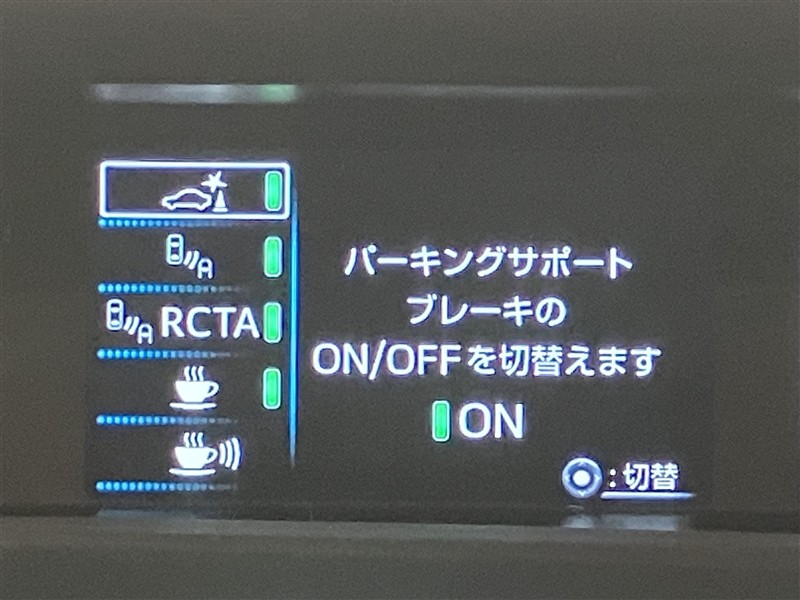 RCTA
パーキングサポート
ブレーキの
ON/OFFを切替えます
ON
:切替